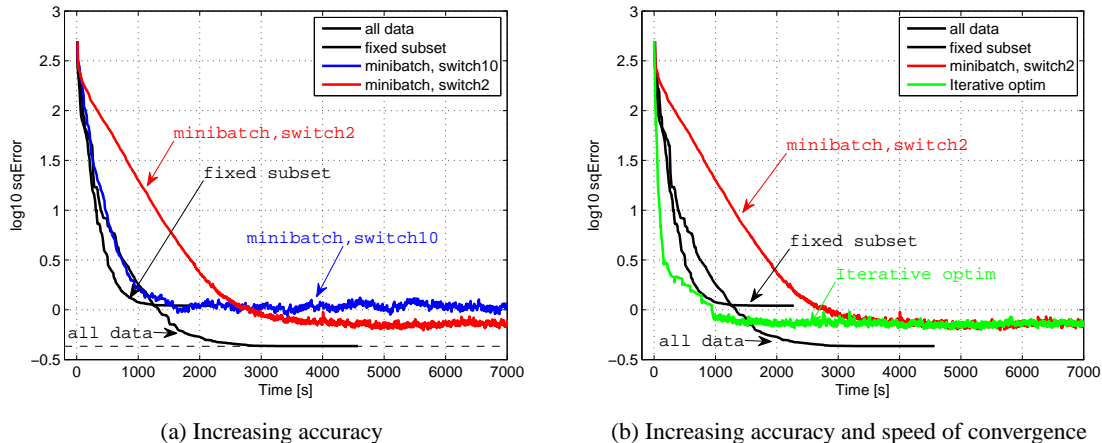 all data
fixed subset
minibatch, switch10
minibatch, switch2
3
2.5
2
1.5
1
0.5
0
−0.5
log10 sqError
minibatch,switch2
fixed subset
minibatch,switch10
all data
0 1000 2000 3000 4000 5000 6000 7000
Time [s]
(a) Increasing accuracy
all data
fixed subset
minibatch, switch2
Iterative optim
3
2.5
2
1.5
1
0.5
0
−0.5
log10 sqError
minibatch,switch2
fixed subset
Iterative optim
all data
0 1000 2000 3000 4000 5000 6000 7000
Time [s]
(b) Increasing accuracy and speed of convergence